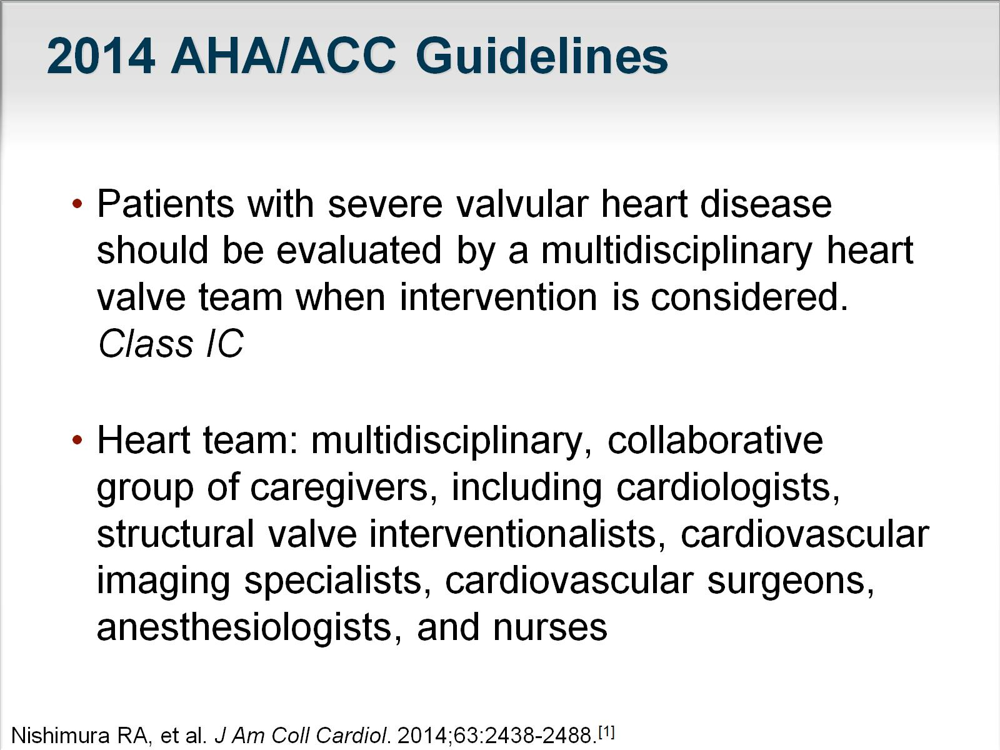 2014 AHA/ACC Guidelines
• Patients with severe valvular heart disease
should be evaluated by a multidisciplinary heart
valve team when intervention is considered.
Class IC
• Heart team: multidisciplinary, collaborative
group of caregivers, including cardiologists,
structural valve interventionalists, cardiovascular
imaging specialists, cardiovascular surgeons,
anesthesiologists, and nurses
Nishimura RA, et al. J Am Coll Cardiol. 2014;63:2438-2488.[1]